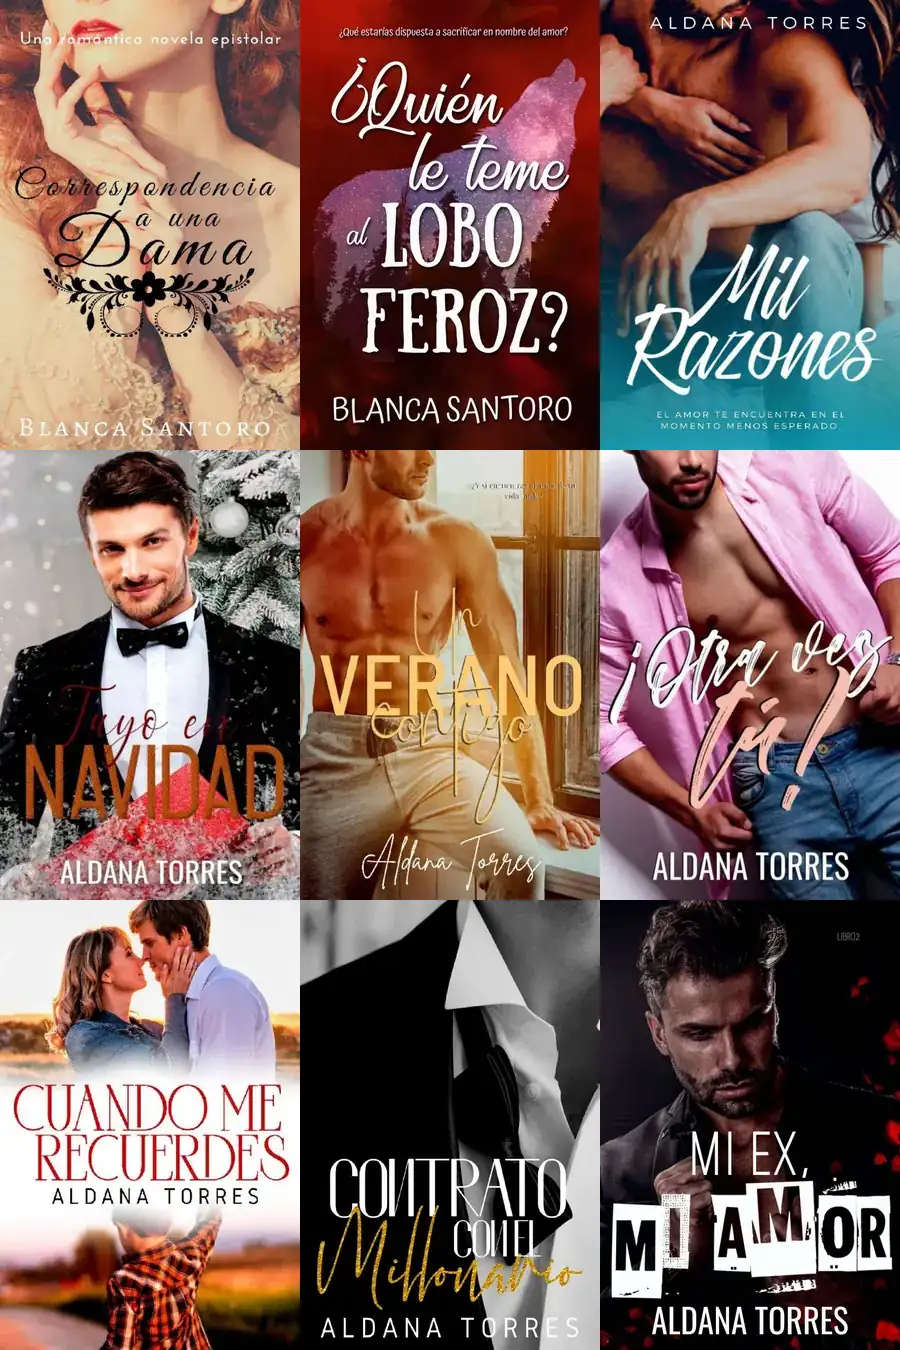 Una romántica novela epistolar
Correspondencia
a una
Dama
BLANCA SANTORO
¿Qué estarías dispuesta a sacrificar en nombre del amor?
¿Quién
le teme
al LOBO
FEROZ?
BLANCA SANTORO
ALDANA TORRES
Mil
Razones
EL AMOR TE ENCUENTRA EN EL
MOMENTO MENOS ESPERADO.
Tuyo en
NAVIDAD
ALDANA TORRES
Un
VERANO
contigo
Aldana Torres
¡Otra vez
tú!
ALDANA TORRES
CUANDO ME
RECUERDES
ALDANA TORRES
CONTRATO
CON EL
Millonario
ALDANA TORRES
LIBRO 2
MI EX,
MI AMOR
ALDANA TORRES